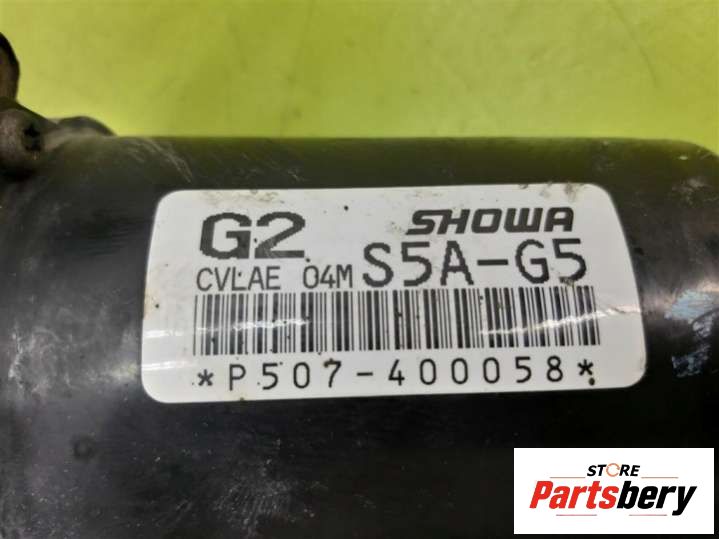 G2 SHOWA
CVLAE 04M S5A-G5
*P507-400058*
STORE
Partsbery